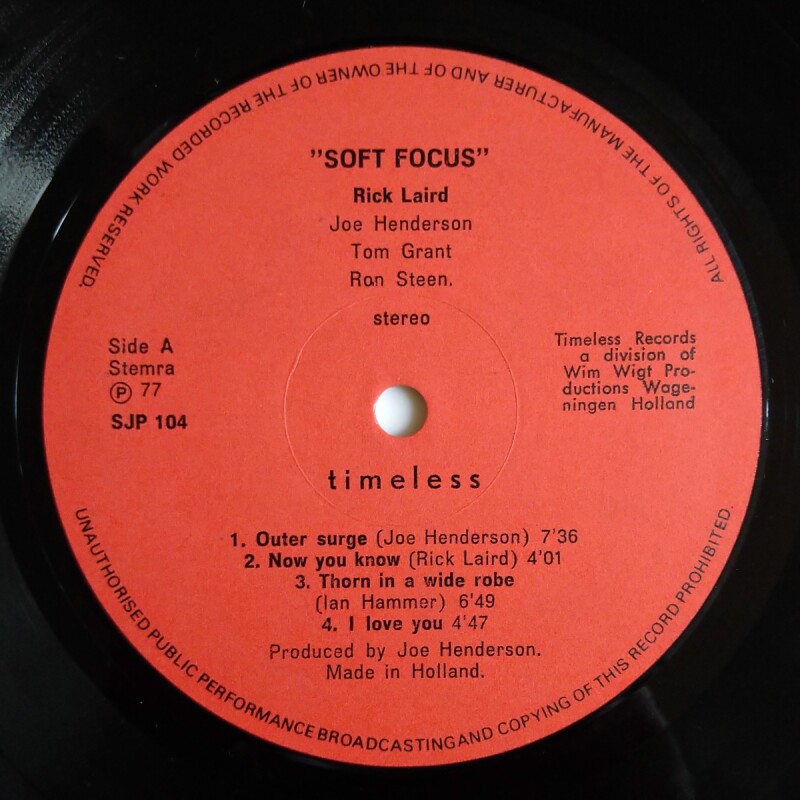 ALL RIGHTS OF THE MANUFACTURER AND OF THE OWNER OF THE RECORDED WORK RESERVED.
"SOFT FOCUS"
Rick Laird
Joe Henderson
Tom Grant
Ron Steen.
stereo
Side A
Stemra
Ⓟ 77
SJP 104
Timeless Records
a division of
Wim Wigt Pro-
ductions Wage-
ningen Holland
timeless
1. Outer surge (Joe Henderson) 7'36
2. Now you know (Rick Laird) 4'01
3. Thorn in a wide robe
(Ian Hammer) 6'49
4. I love you 4'47
Produced by Joe Henderson.
Made in Holland.
UNAUTHORISED PUBLIC PERFORMANCE BROADCASTING AND COPYING OF THIS RECORD PROHIBITED.